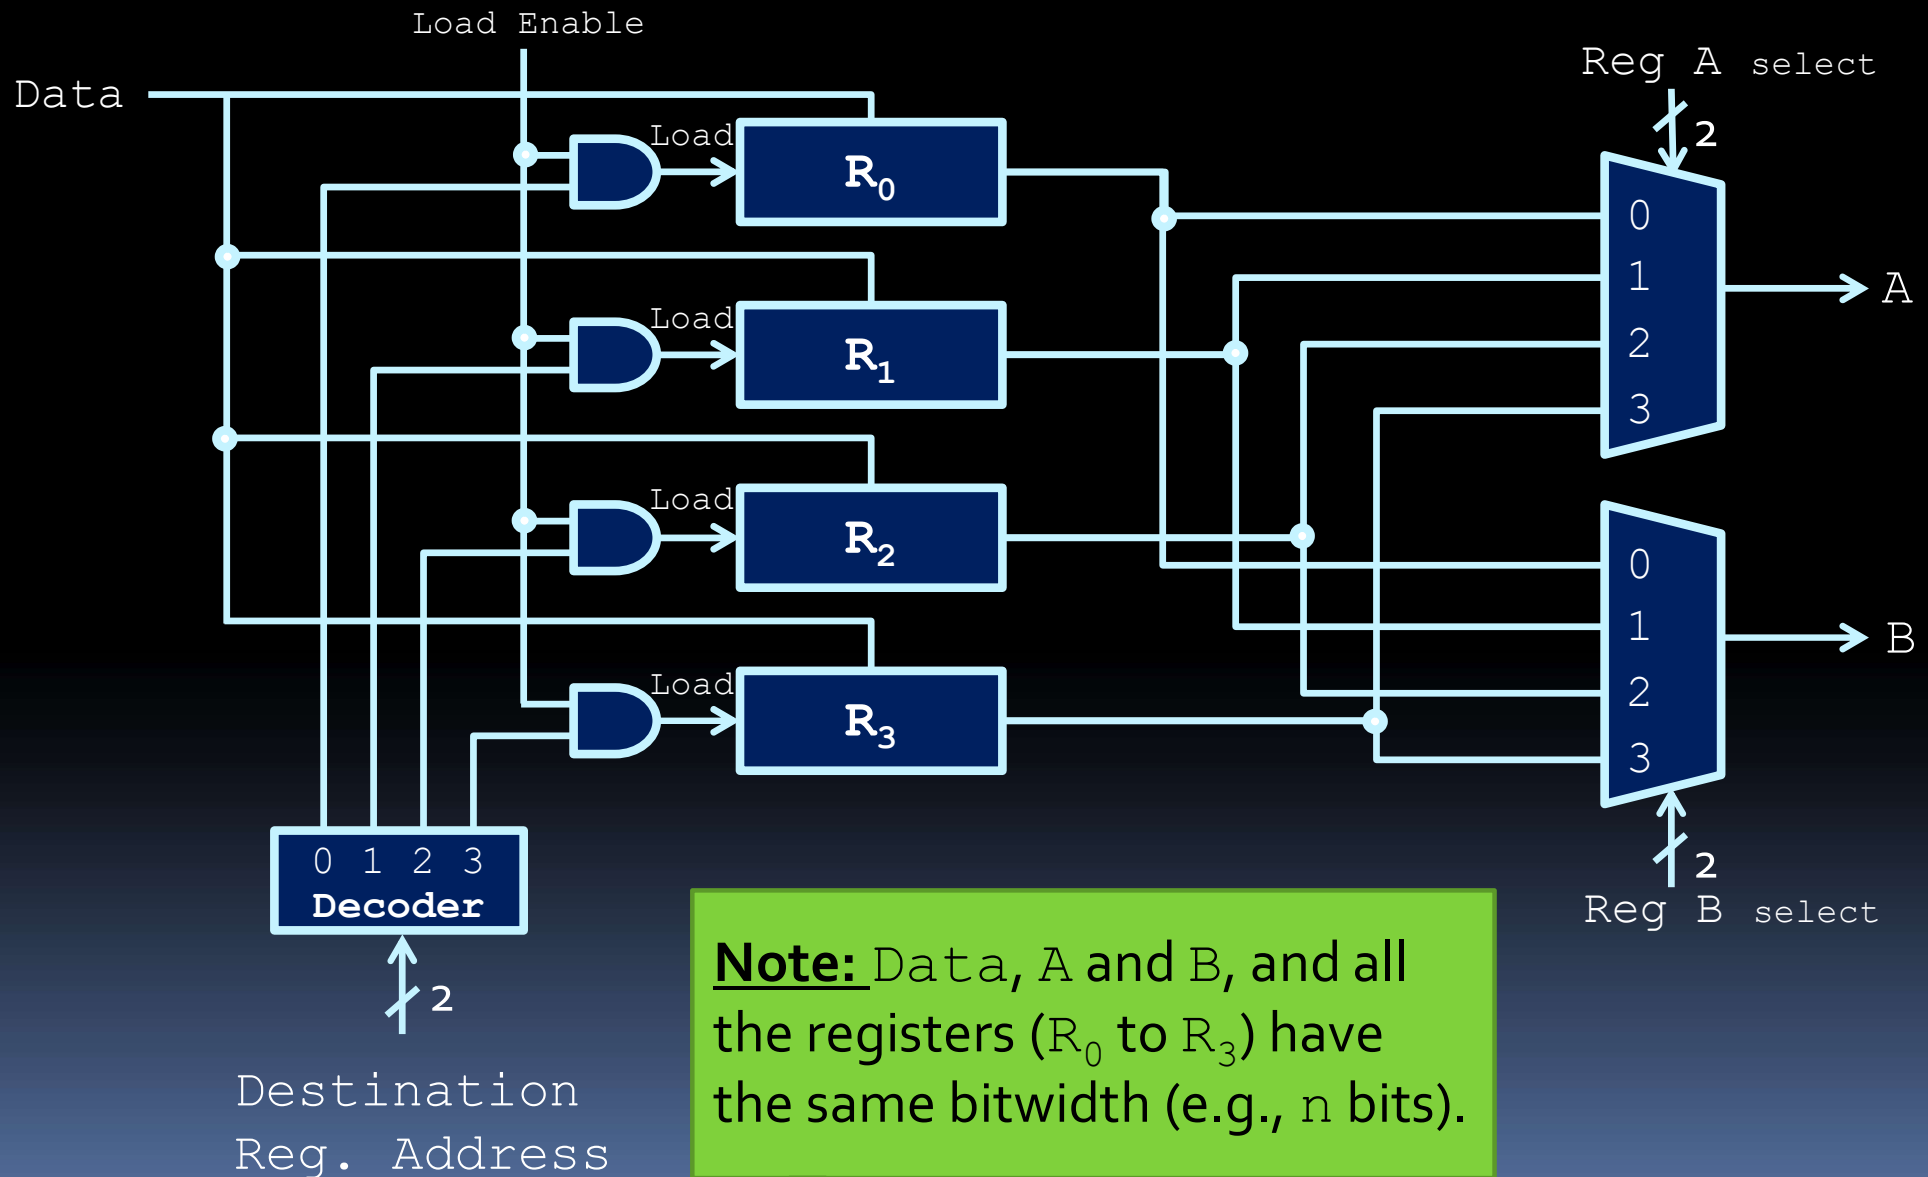 Load Enable
Data
Reg A select
2
Load
R₀
0
1
2
3
A
Load
R₁
Load
R₂
0
1
2
3
B
Load
R₃
2
Reg B select
0 1 2 3
Decoder
2
Destination
Reg. Address
Note: Data, A and B, and all
the registers (R₀ to R₃) have
the same bitwidth (e.g., n bits).